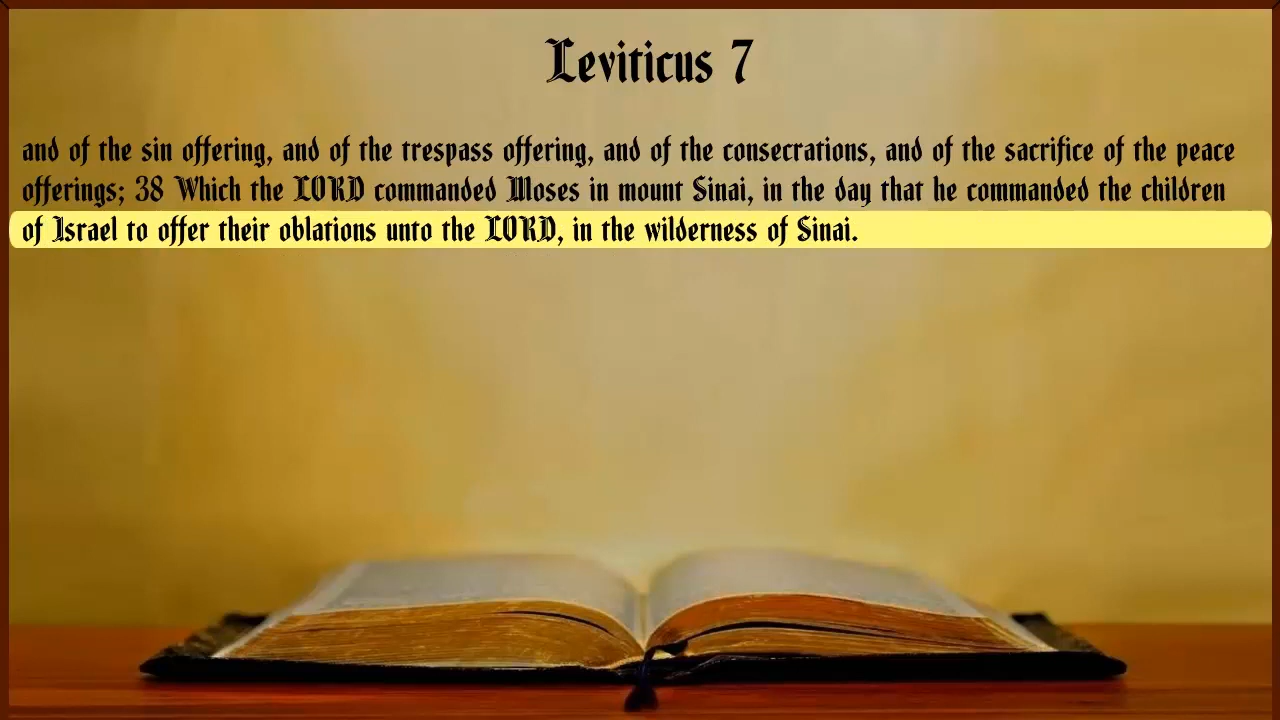 Leviticus 7
and of the sin offering, and of the trespass offering, and of the consecrations, and of the sacrifice of the peace
offerings; 38 Which the LORD commanded Moses in mount Sinai, in the day that he commanded the children
of Israel to offer their oblations unto the LORD, in the wilderness of Sinai.